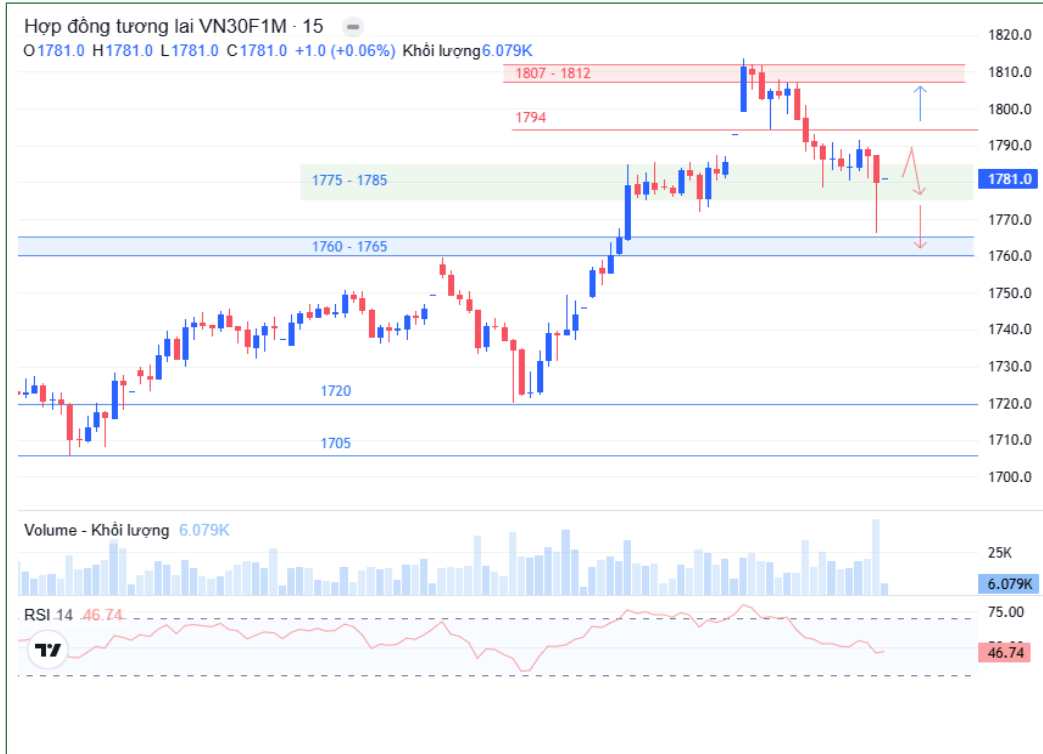 Hợp đồng tương lai VN30F1M · 15
O1781.0 H1781.0 L1781.0 C1781.0 +1.0 (+0.06%) Khối lượng6.079K
1820.0
1807 - 1812
1810.0
1800.0
1794
1790.0
1775 - 1785
1781.0
1770.0
1760 - 1765
1760.0
1750.0
1740.0
1730.0
1720
1720.0
1705
1710.0
1700.0
Volume - Khối lượng 6.079K
25K
6.079K
RSI 14 46.74
75.00
46.74